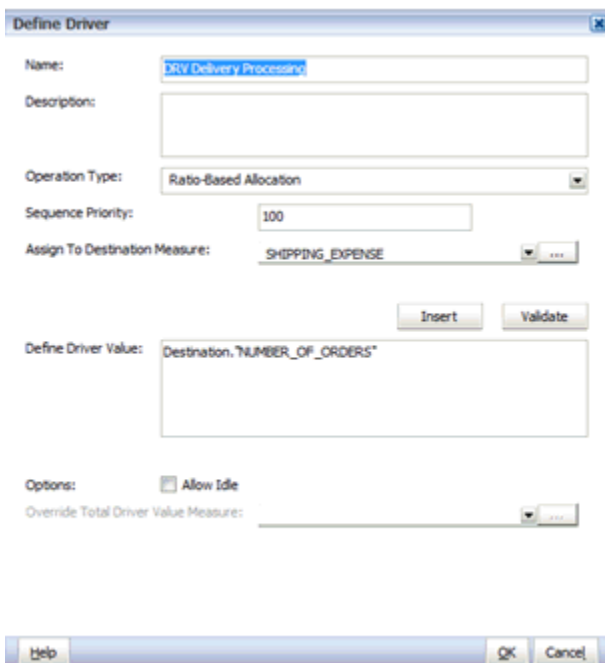 Define Driver
Name: DRV Delivery Processing
Description:
Operation Type: Ratio-Based Allocation
Sequence Priority: 100
Assign To Destination Measure: SHIPPING_EXPENSE ...
Insert Validate
Define Driver Value: Destination."NUMBER_OF_ORDERS"
Options: Allow Idle
Override Total Driver Value Measure: ...
Help OK Cancel